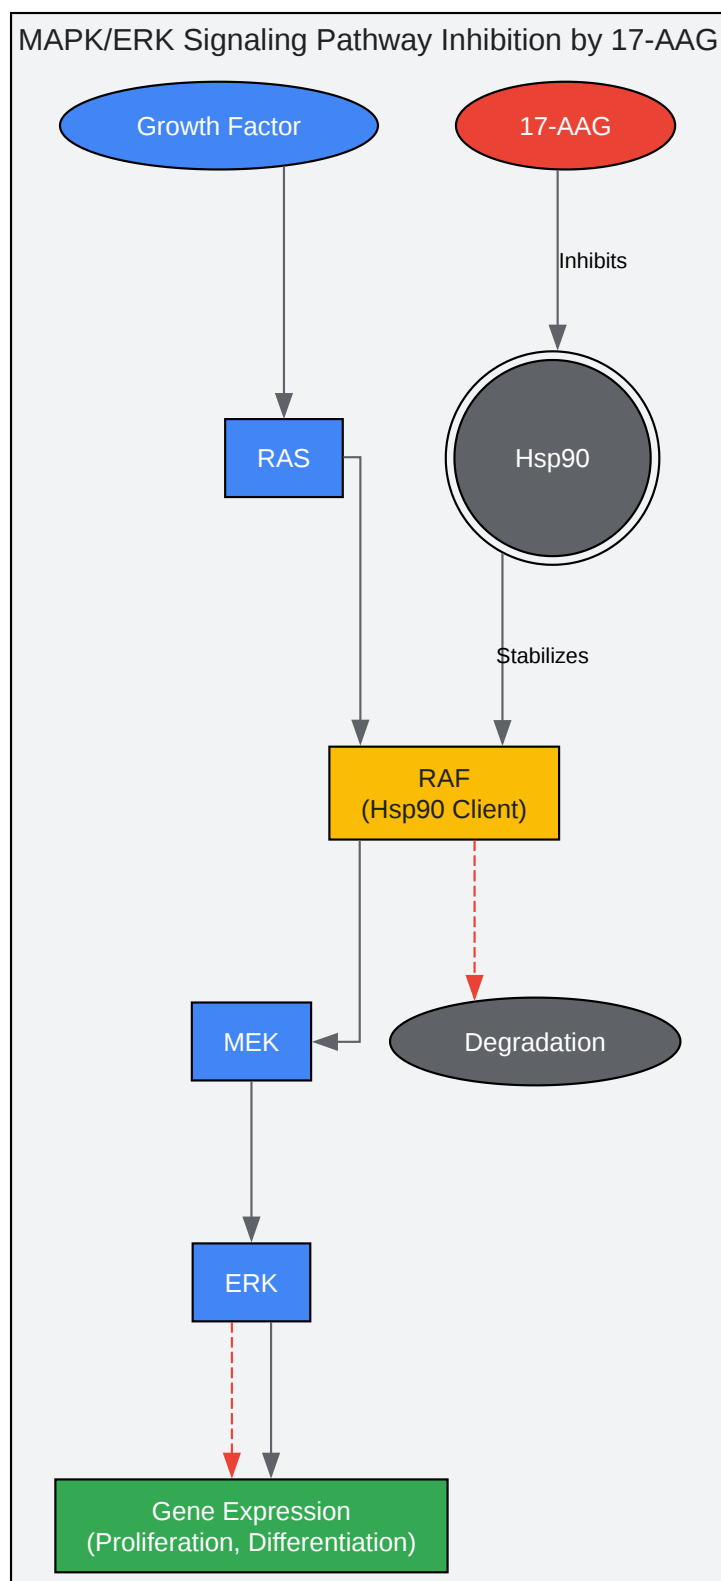 MAPK/ERK Signaling Pathway Inhibition by 17-AAG
Growth Factor
17-AAG
Inhibits
RAS
Hsp90
Stabilizes
RAF
(Hsp90 Client)
MEK
Degradation
ERK
Gene Expression
(Proliferation, Differentiation)